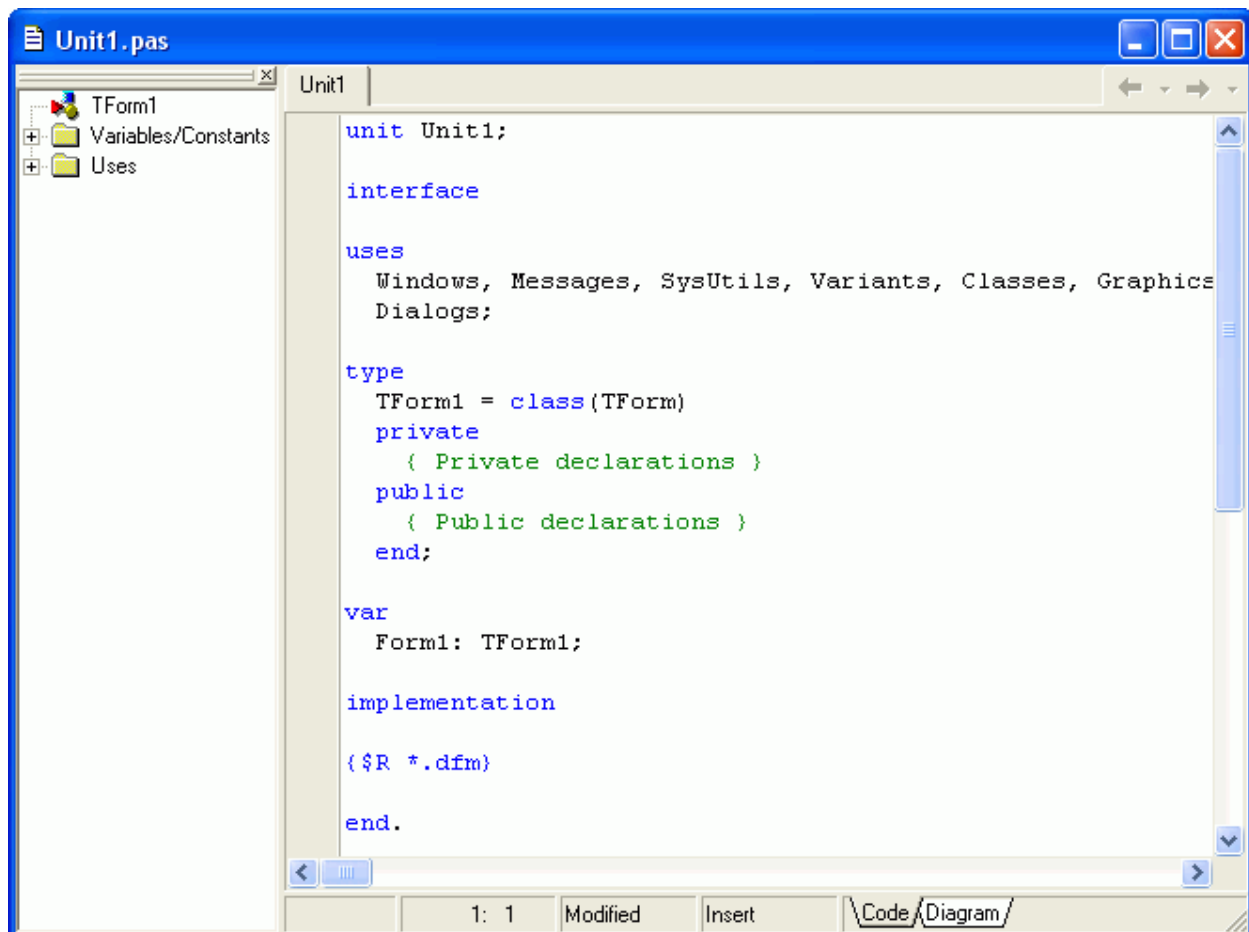 Unit1.pas
TForm1
Variables/Constants
Uses
Unit1
unit Unit1;
interface
uses
Windows, Messages, SysUtils, Variants, Classes, Graphics
Dialogs;
type
TForm1 = class(TForm)
private
{ Private declarations }
public
{ Public declarations }
end;
var
Form1: TForm1;
implementation
{$R *.dfm}
end.
1: 1 Modified Insert Code Diagram